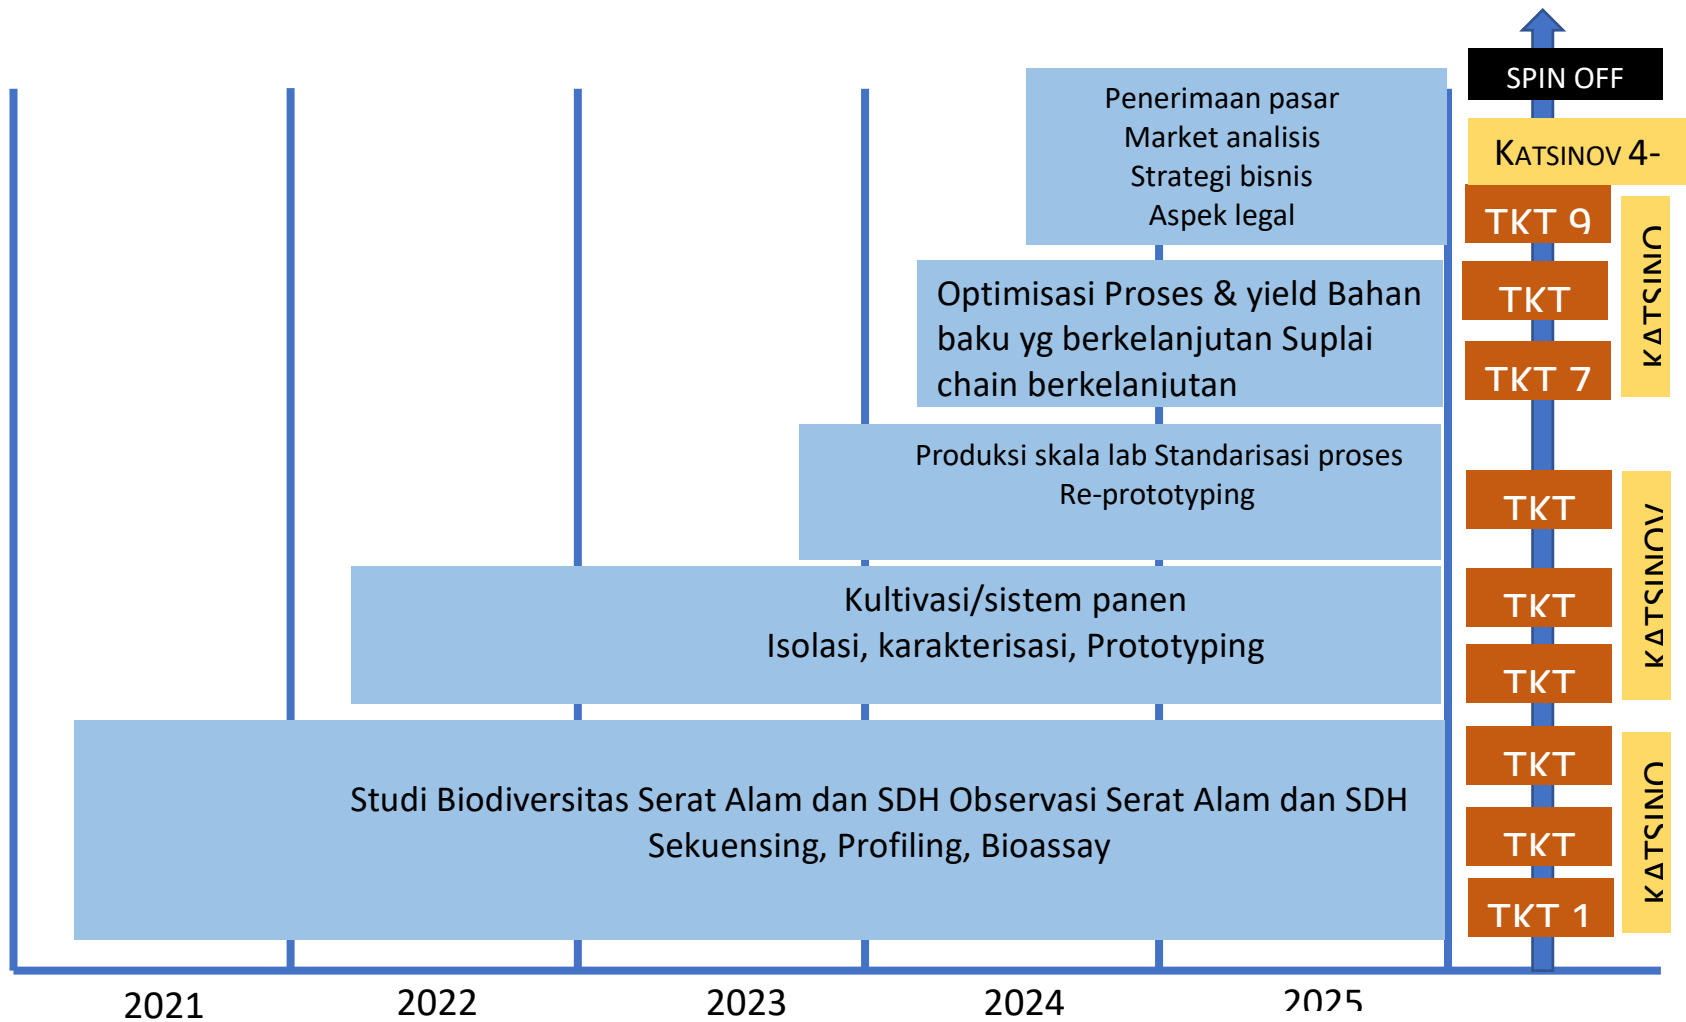 SPIN OFF
Penerimaan pasar
Market analisis
Strategi bisnis
Aspek legal
KATSINOV 4-
TKT 9
KATSINO
Optimisasi Proses & yield Bahan
baku yg berkelanjutan Suplai
chain berkelanjutan
TKT
TKT 7
Produksi skala lab Standarisasi proses
Re-prototyping
TKT
KATSINOV
Kultivasi/sistem panen
Isolasi, karakterisasi, Prototyping
TKT
TKT
Studi Biodiversitas Serat Alam dan SDH Observasi Serat Alam dan SDH
Sekuensing, Profiling, Bioassay
TKT
TKT
TKT 1
KATSINO
2021
2022
2023
2024
2025